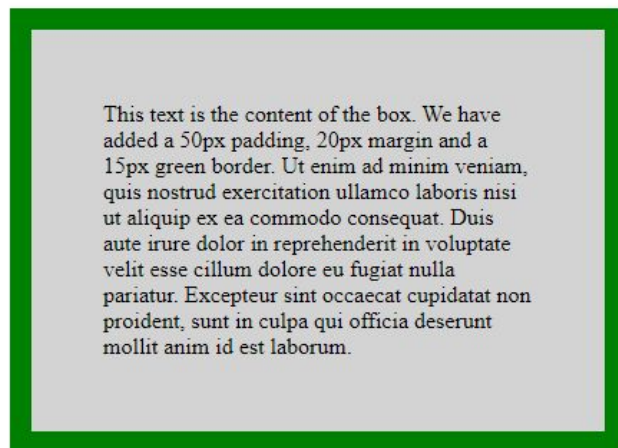 This text is the content of the box. We have
added a 50px padding, 20px margin and a
15px green border. Ut enim ad minim veniam,
quis nostrud exercitation ullamco laboris nisi
ut aliquip ex ea commodo consequat. Duis
aute irure dolor in reprehenderit in voluptate
velit esse cillum dolore eu fugiat nulla
pariatur. Excepteur sint occaecat cupidatat non
proident, sunt in culpa qui officia deserunt
mollit anim id est laborum.